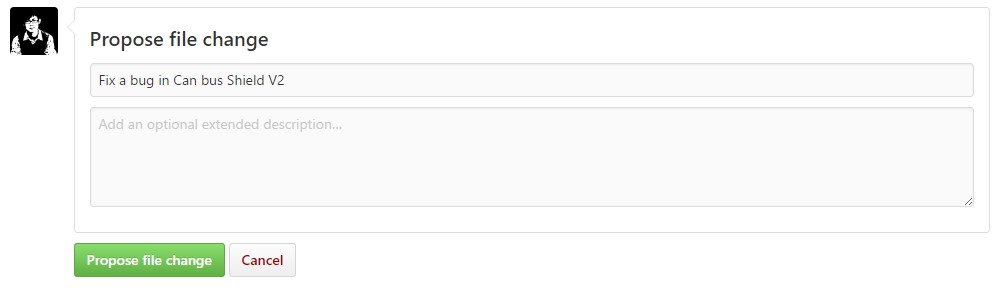 Propose file change
Fix a bug in Can bus Shield V2
Add an optional extended description...
Propose file change
Cancel